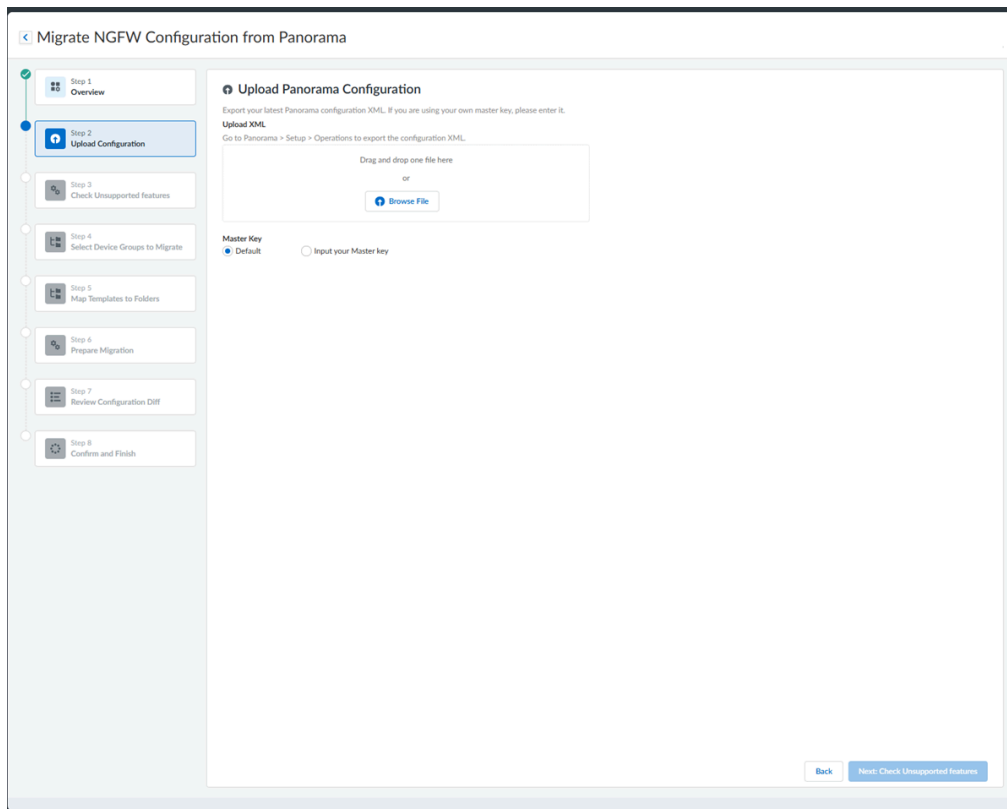 Migrate NGFW Configuration from Panorama
Step 1
Overview
Step 2
Upload Configuration
Step 3
Check Unsupported features
Step 4
Select Device Groups to Migrate
Step 5
Map Templates to Folders
Step 6
Prepare Migration
Step 7
Review Configuration Diff
Step 8
Confirm and Finish
Upload Panorama Configuration
Export your latest Panorama configuration XML. If you are using your own master key, please enter it.
Upload XML
Go to Panorama > Setup > Operations to export the configuration XML.
Drag and drop one file here
or
Browse File
Master Key
Default Input your Master key
Back Next: Check Unsupported features